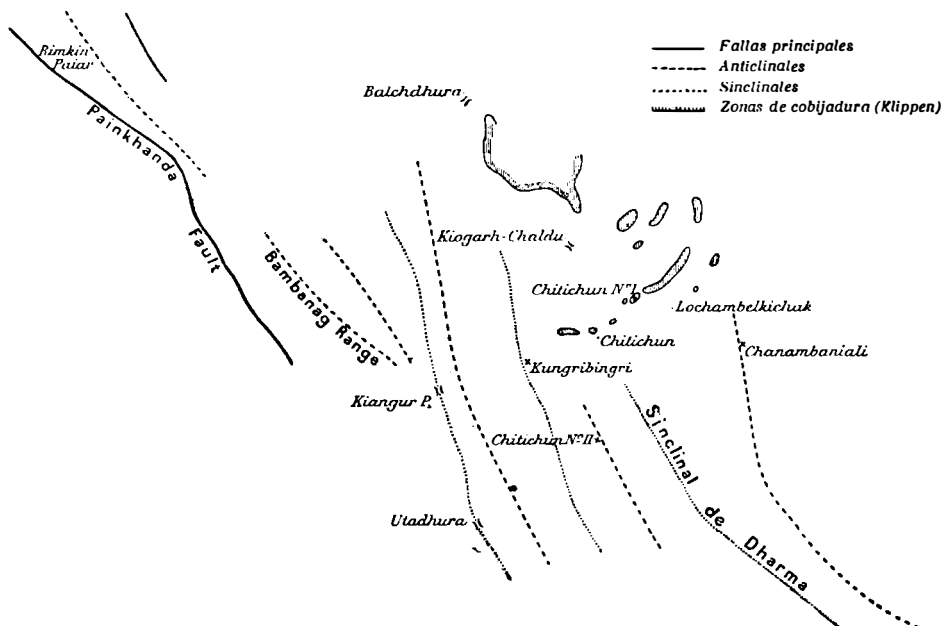 Fallas principales
Anticlinales
Sinclinales
Zonas de cobijadura (Klippen)
Rimkin
Paiar
Painkhanda
Fault
Balchdhura
Bambanag Range
Kiogarh-Chaldu
Chitichun Nº I
Lochambelkichak
Chitichun
Chanambaniali
Kungribingri
Kiangur P.
Chitichun Nº II
Utadhura
Sinclinal de Dharma